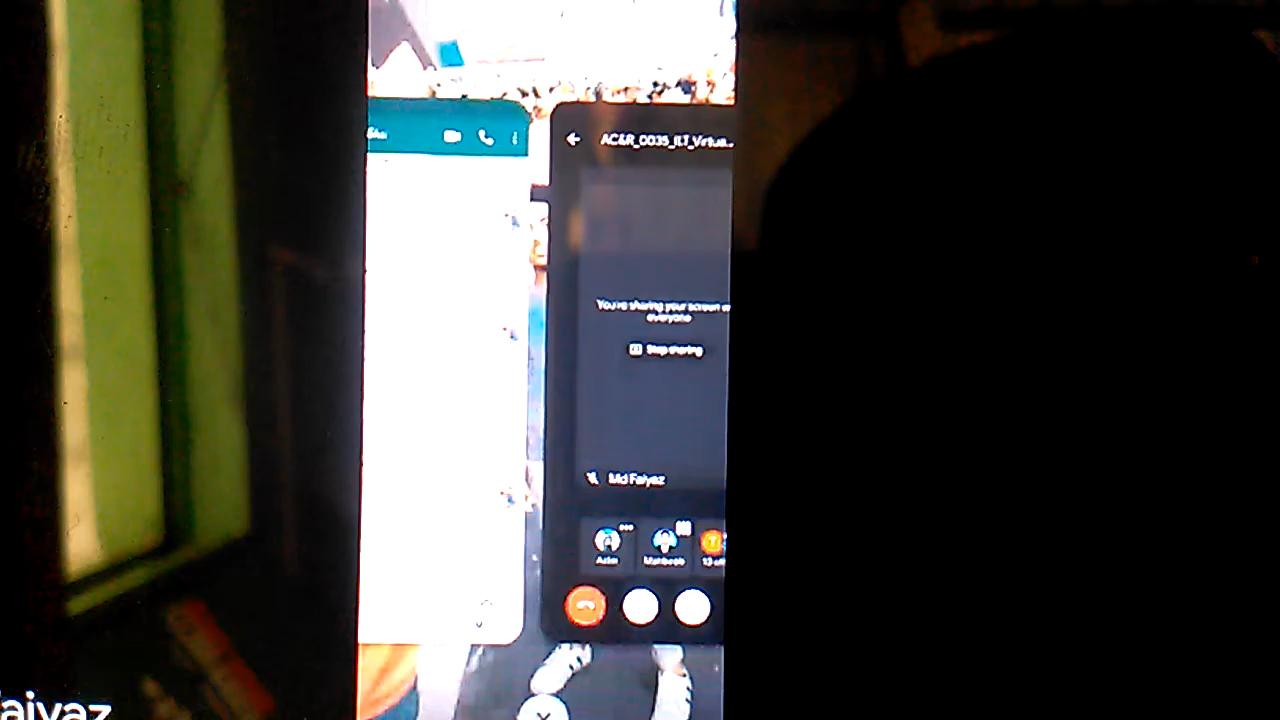 AC&R_0035_ILT_Virtua..
You're sharing your screen
everyone
Stop sharing
Md Faiyaz
aiyaz